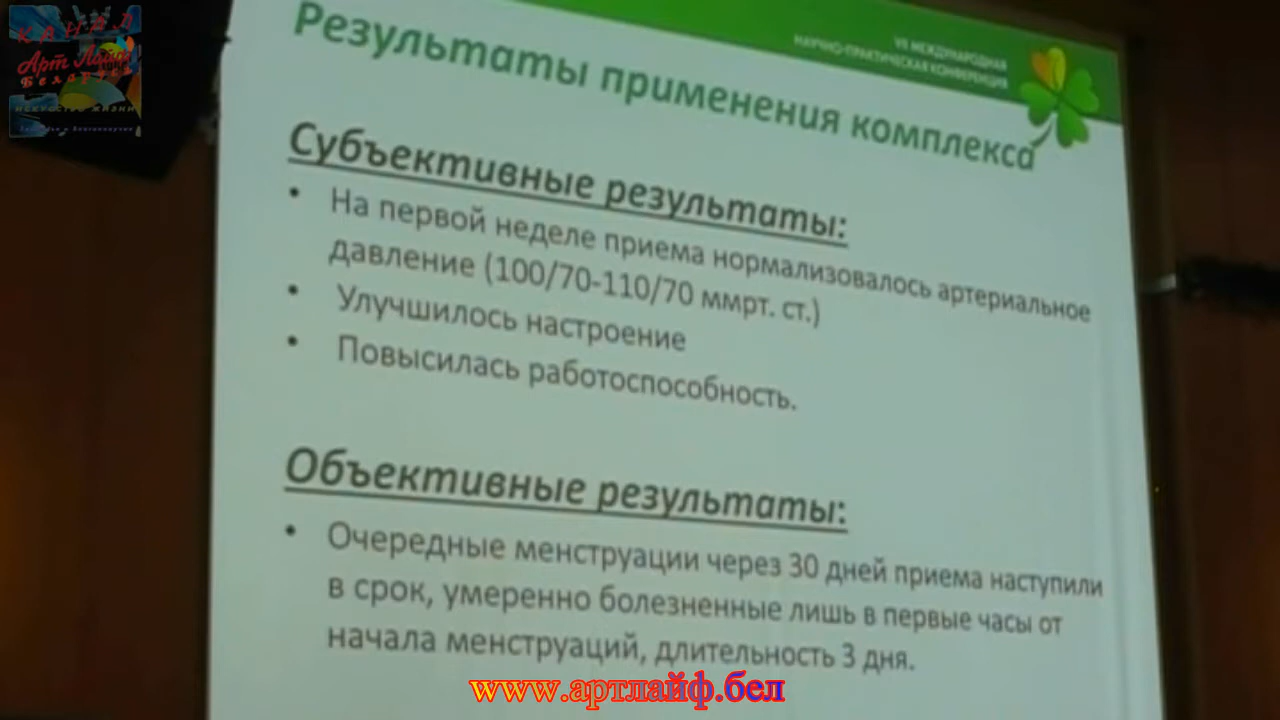 КАНАЛ
Арт Лайф
Беларусь
искусство жизни
VII МЕЖДУНАРОДНАЯ
НАУЧНО-ПРАКТИЧЕСКАЯ КОНФЕРЕНЦИЯ
Результаты применения комплекса
Субъективные результаты:
• На первой неделе приема нормализовалось артериальное
давление (100/70-110/70 ммрт. ст.)
• Улучшилось настроение
• Повысилась работоспособность.
Объективные результаты:
• Очередные менструации через 30 дней приема наступили
в срок, умеренно болезненные лишь в первые часы от
начала менструаций, длительность 3 дня.
www.артлайф.бел